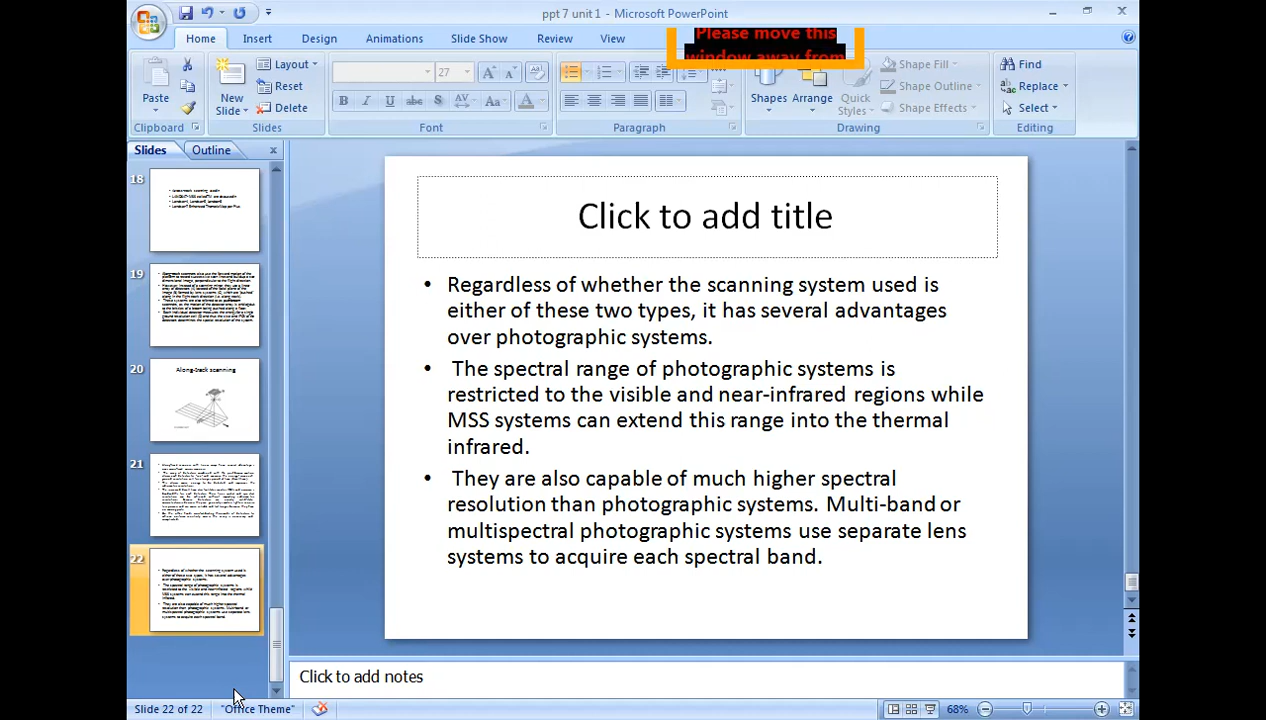 ppt 7 unit 1 - Microsoft PowerPoint
Home Insert Design Animations Slide Show Review View
Please move this
window away from
Paste
Clipboard
New
Slide
Layout
Reset
Delete
Slides
27
B I U abc S AV Aa A
Font
Paragraph
Shapes
Arrange
Quick
Styles
Shape Fill
Shape Outline
Shape Effects
Drawing
Find
Replace
Select
Editing
Slides Outline
18
19
20
Along-track scanning
21
22
Click to add title
• Regardless of whether the scanning system used is
either of these two types, it has several advantages
over photographic systems.
• The spectral range of photographic systems is
restricted to the visible and near-infrared regions while
MSS systems can extend this range into the thermal
infrared.
• They are also capable of much higher spectral
resolution than photographic systems. Multi-band or
multispectral photographic systems use separate lens
systems to acquire each spectral band.
Click to add notes
Slide 22 of 22
"Office Theme"
68%